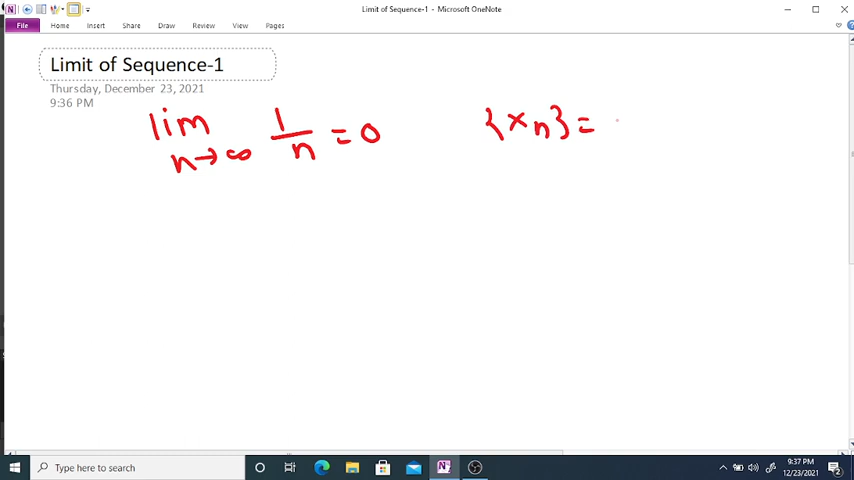 Limit of Sequence-1 - Microsoft OneNote
File Home Insert Share Draw Review View Pages
Limit of Sequence-1
Thursday, December 23, 2021
9:36 PM
lim n→∞ 1/n = 0 {xn} =
Type here to search
9:37 PM
12/23/2021
2